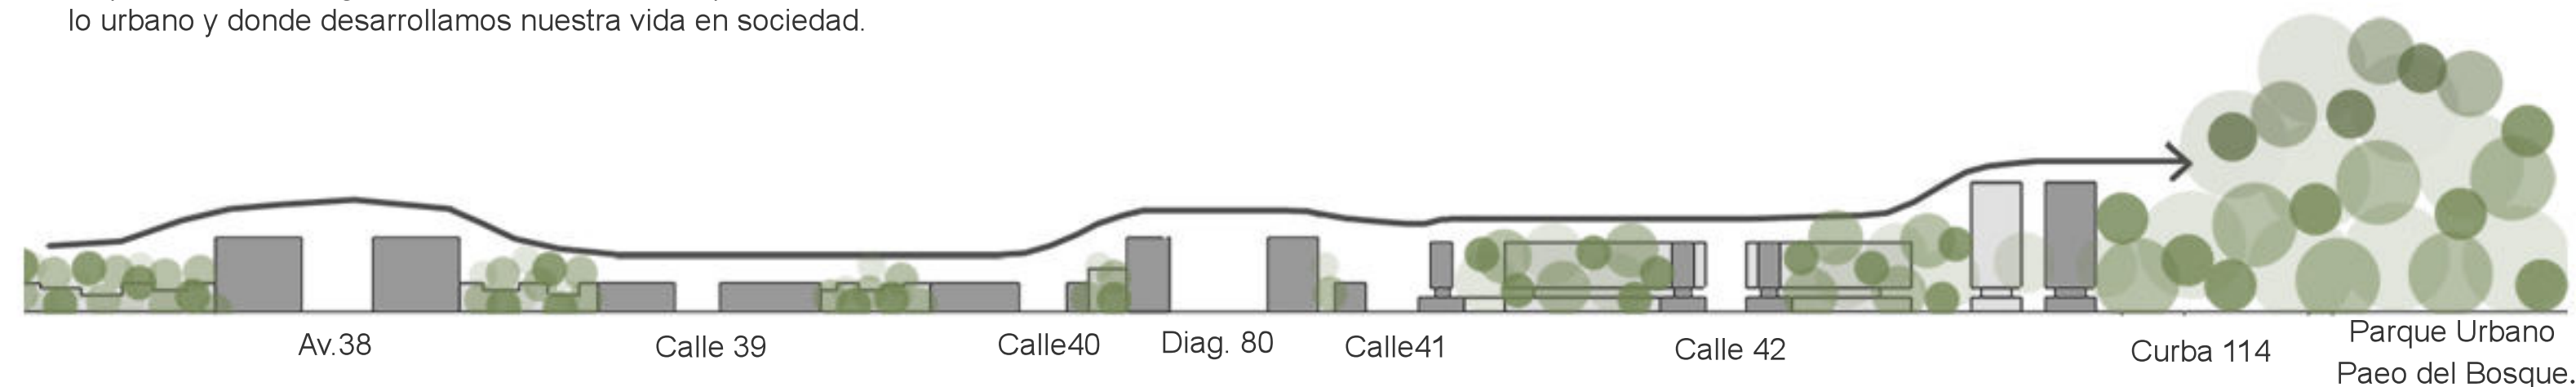 lo urbano y donde desarrollamos nuestra vida en sociedad.
Av.38
Calle 39
Calle40
Diag. 80
Calle41
Calle 42
Curba 114
Parque Urbano
Paeo del Bosque.